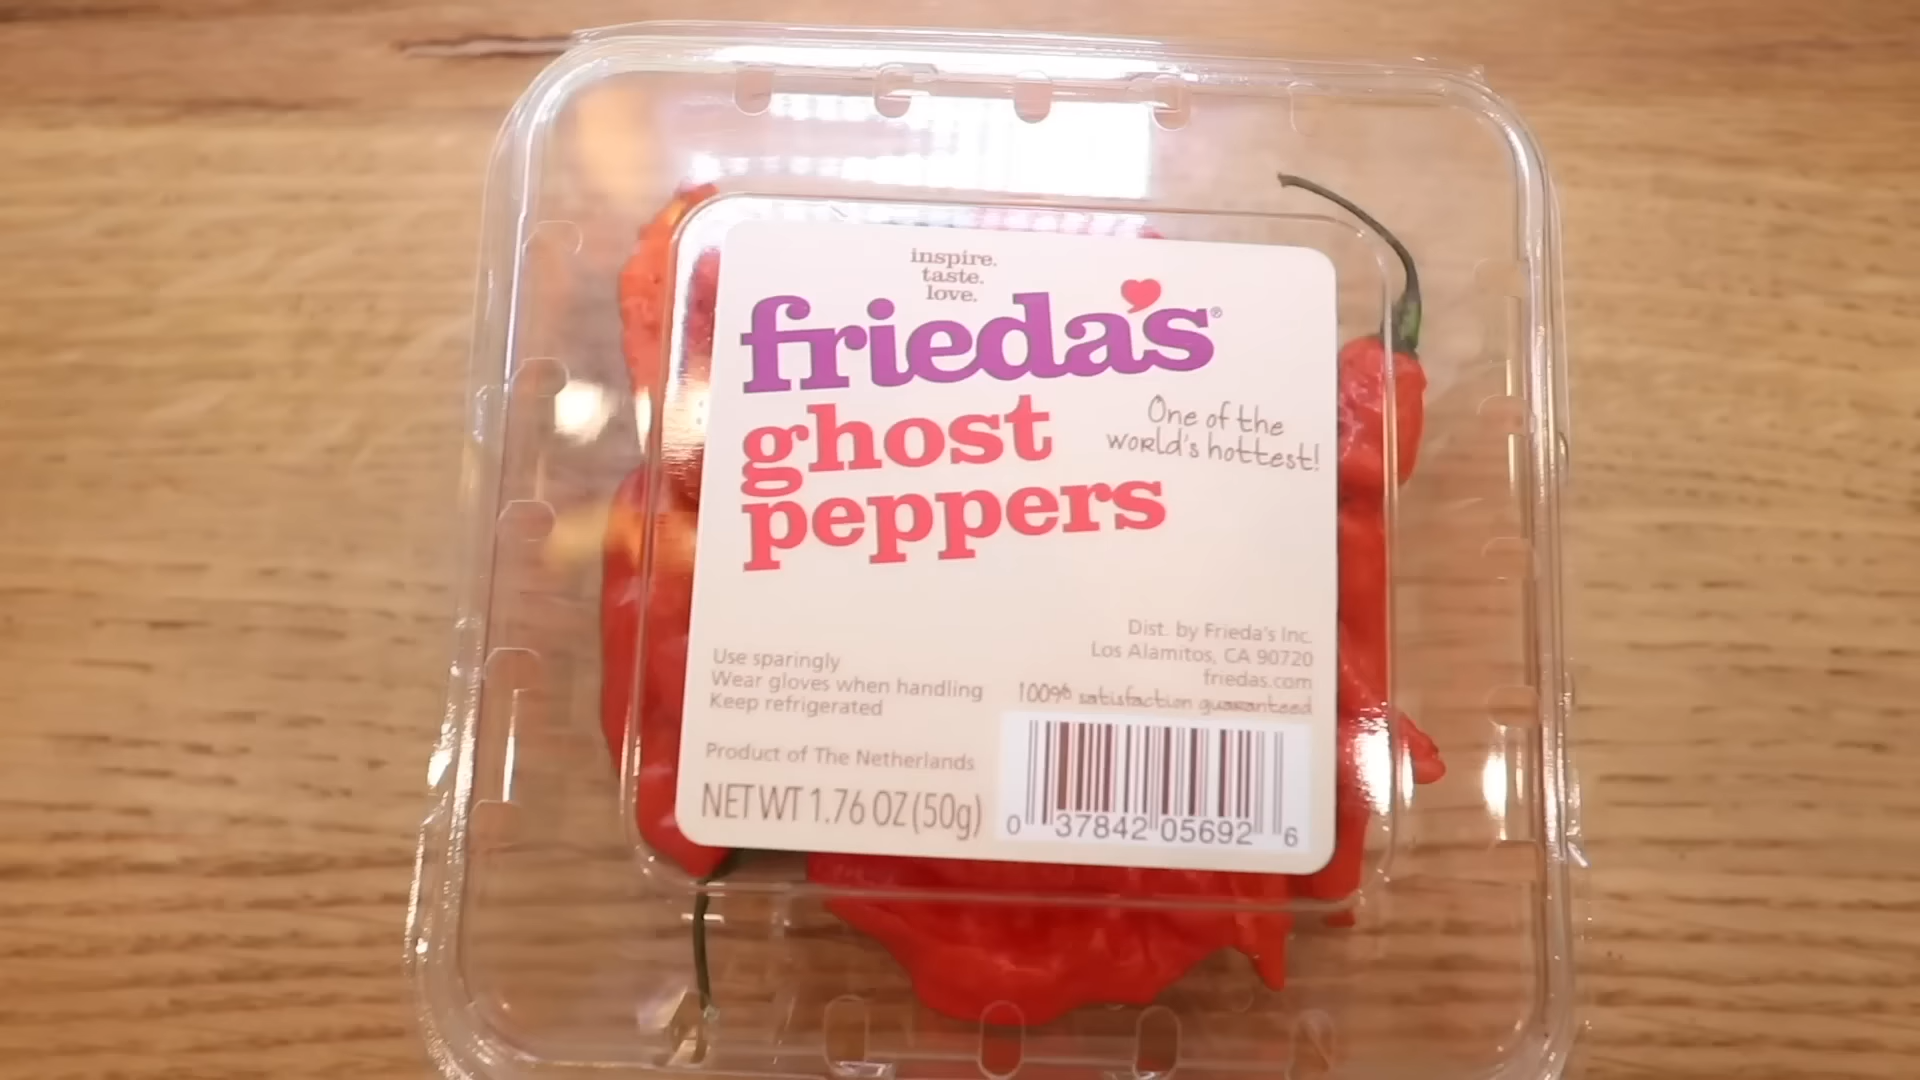 inspire.
taste.
love.
frieda's®
ghost
peppers
One of the
world's hottest!
Dist. by Frieda's Inc.
Los Alamitos, CA 90720
friedas.com
100% satisfaction guaranteed
Use sparingly
Wear gloves when handling
Keep refrigerated
Product of The Netherlands
NET WT 1.76 OZ (50g)
0 37842 05692 6